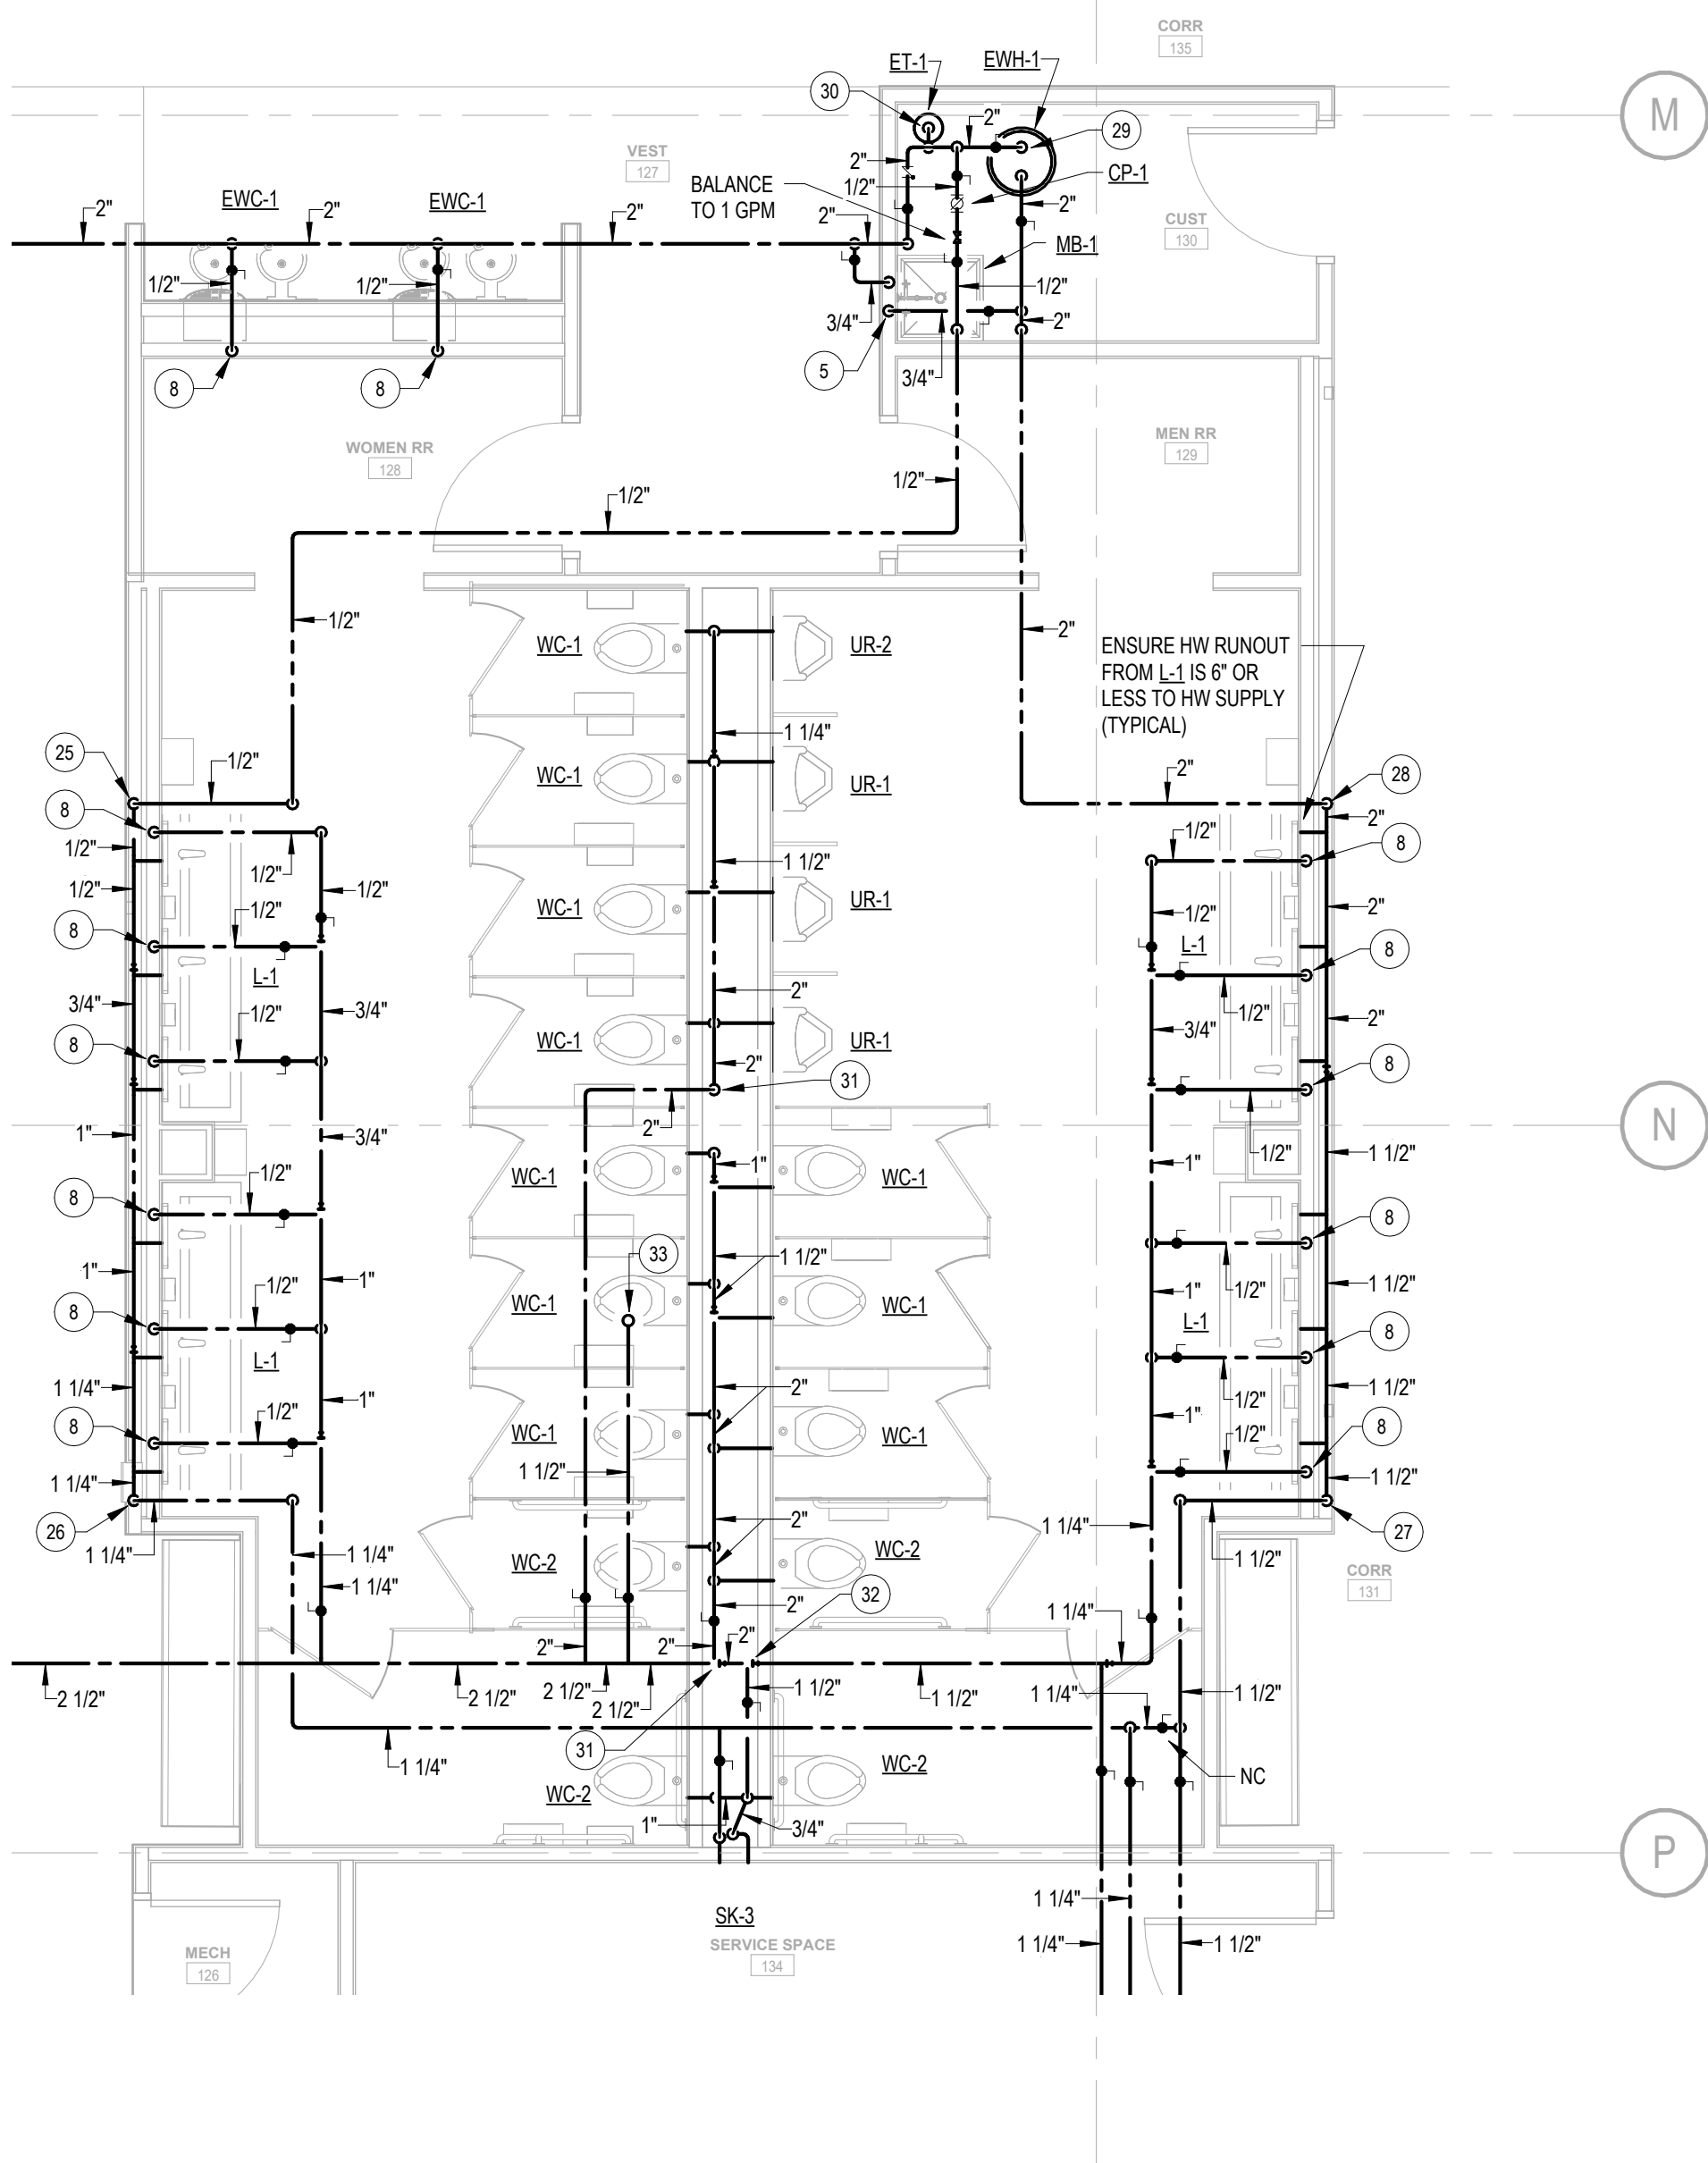 CORR
135
ET-1
EWH-1
30
2"
29
M
VEST
127
2"
CP-1
BALANCE
TO 1 GPM
1/2"
EWC-1
EWC-1
2"
2"
2"
2"
2"
CUST
130
MB-1
1/2"
1/2"
1/2"
3/4"
2"
8
8
5
3/4"
WOMEN RR
128
MEN RR
129
1/2"
1/2"
1/2"
2"
WC-1
UR-2
ENSURE HW RUNOUT
FROM L-1 IS 6" OR
LESS TO HW SUPPLY
(TYPICAL)
1 1/4"
25
1/2"
WC-1
UR-1
2"
28
8
2"
1/2"
1/2"
8
1/2"
1 1/2"
1/2"
1/2"
1/2"
WC-1
UR-1
2"
8
1/2"
L-1
8
L-1
3/4"
1/2"
3/4"
2"
1/2"
2"
8
WC-1
UR-1
3/4"
2"
8
31
2"
1"
3/4"
N
1/2"
1 1/2"
1/2"
WC-1
1"
WC-1
1"
8
8
33
1 1/2"
1"
1"
1/2"
1"
1/2"
1 1/2"
8
WC-1
WC-1
L-1
8
L-1
1 1/4"
2"
1/2"
1 1/2"
1"
1/2"
WC-1
WC-1
1"
1/2"
8
8
1 1/2"
1 1/4"
1 1/2"
26
1 1/4"
2"
1 1/4"
27
1 1/4"
1 1/4"
WC-2
WC-2
1 1/2"
CORR
131
32
2"
1 1/4"
2"
2"
2"
2 1/2"
2 1/2"
2 1/2"
2 1/2"
1 1/2"
1 1/2"
1 1/4"
1 1/2"
31
1 1/4"
WC-2
NC
WC-2
1"
3/4"
P
1 1/4"
SK-3
SERVICE SPACE
134
1 1/4"
1 1/2"
MECH
126